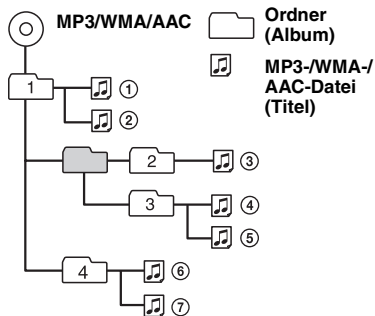 MP3/WMA/AAC
Ordner
(Album)
MP3-/WMA-/
AAC-Datei
(Titel)
1
①
②
2
③
3
④
⑤
4
⑥
⑦